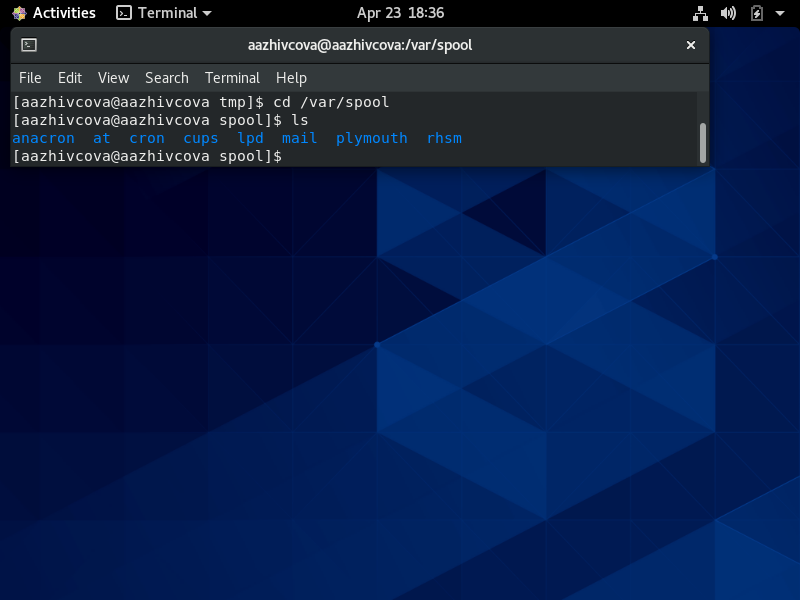 Activities Terminal Apr 23 18:36
aazhivcova@aazhivcova:/var/spool
File Edit View Search Terminal Help
[aazhivcova@aazhivcova tmp]$ cd /var/spool
[aazhivcova@aazhivcova spool]$ ls
anacron at cron cups lpd mail plymouth rhsm
[aazhivcova@aazhivcova spool]$